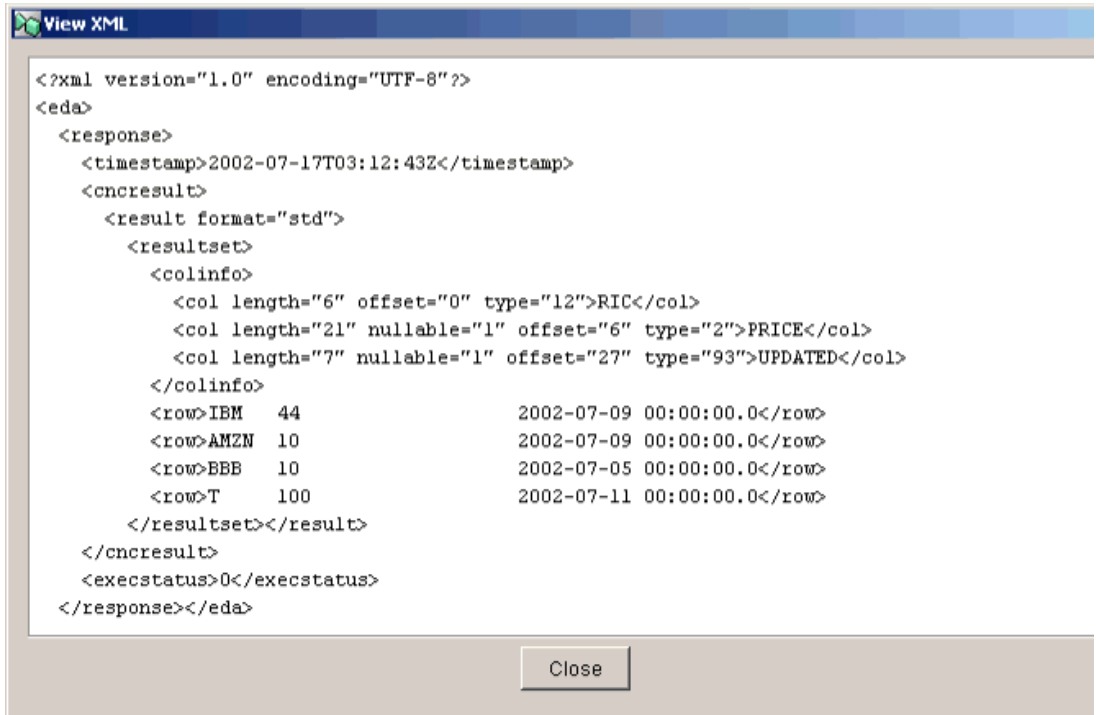 View XML
<?xml version="1.0" encoding="UTF-8"?>
<eda>
  <response>
    <timestamp>2002-07-17T03:12:43Z</timestamp>
    <cncresult>
      <result format="std">
        <resultset>
          <colinfo>
            <col length="6" offset="0" type="12">RIC</col>
            <col length="21" nullable="1" offset="6" type="2">PRICE</col>
            <col length="7" nullable="1" offset="27" type="93">UPDATED</col>
          </colinfo>
          <row>IBM   44                   2002-07-09 00:00:00.0</row>
          <row>AMZN  10                   2002-07-09 00:00:00.0</row>
          <row>BBB   10                   2002-07-05 00:00:00.0</row>
          <row>T     100                  2002-07-11 00:00:00.0</row>
        </resultset></result>
    </cncresult>
    <execstatus>0</execstatus>
  </response></eda>
Close